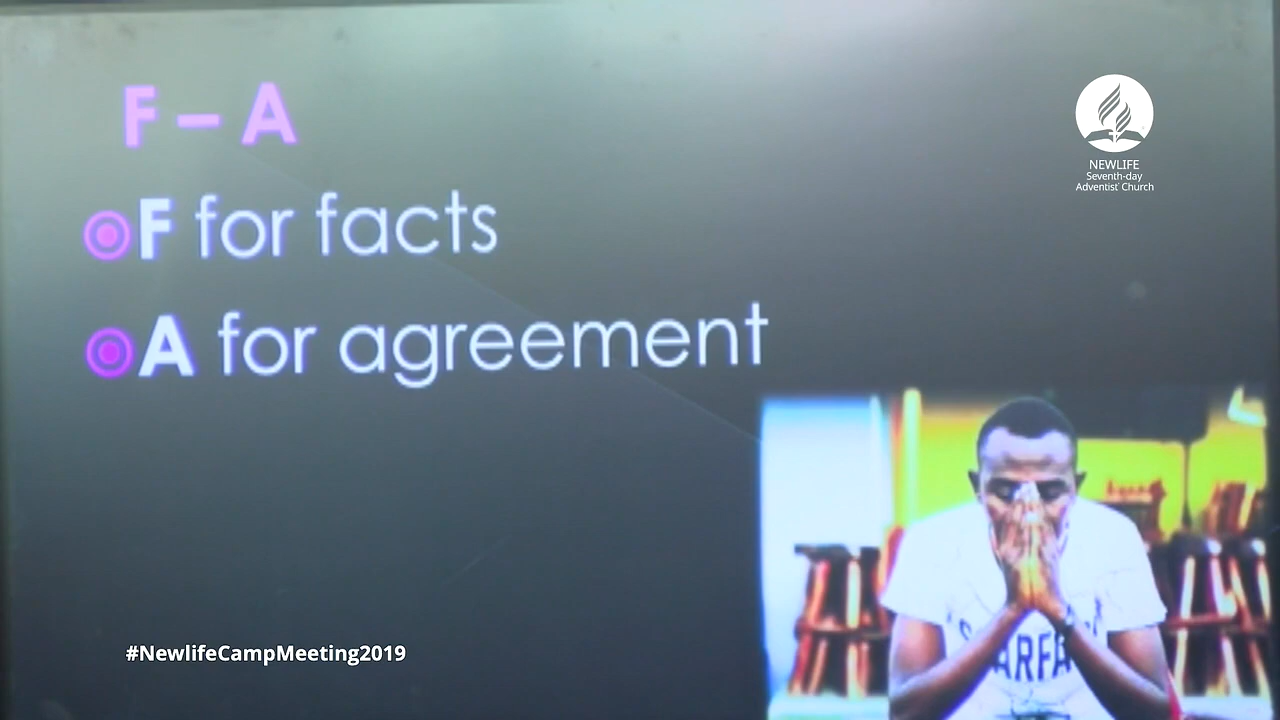 F – A
F for facts
A for agreement
NEWLIFE
Seventh-day
Adventist Church
#NewlifeCampMeeting2019